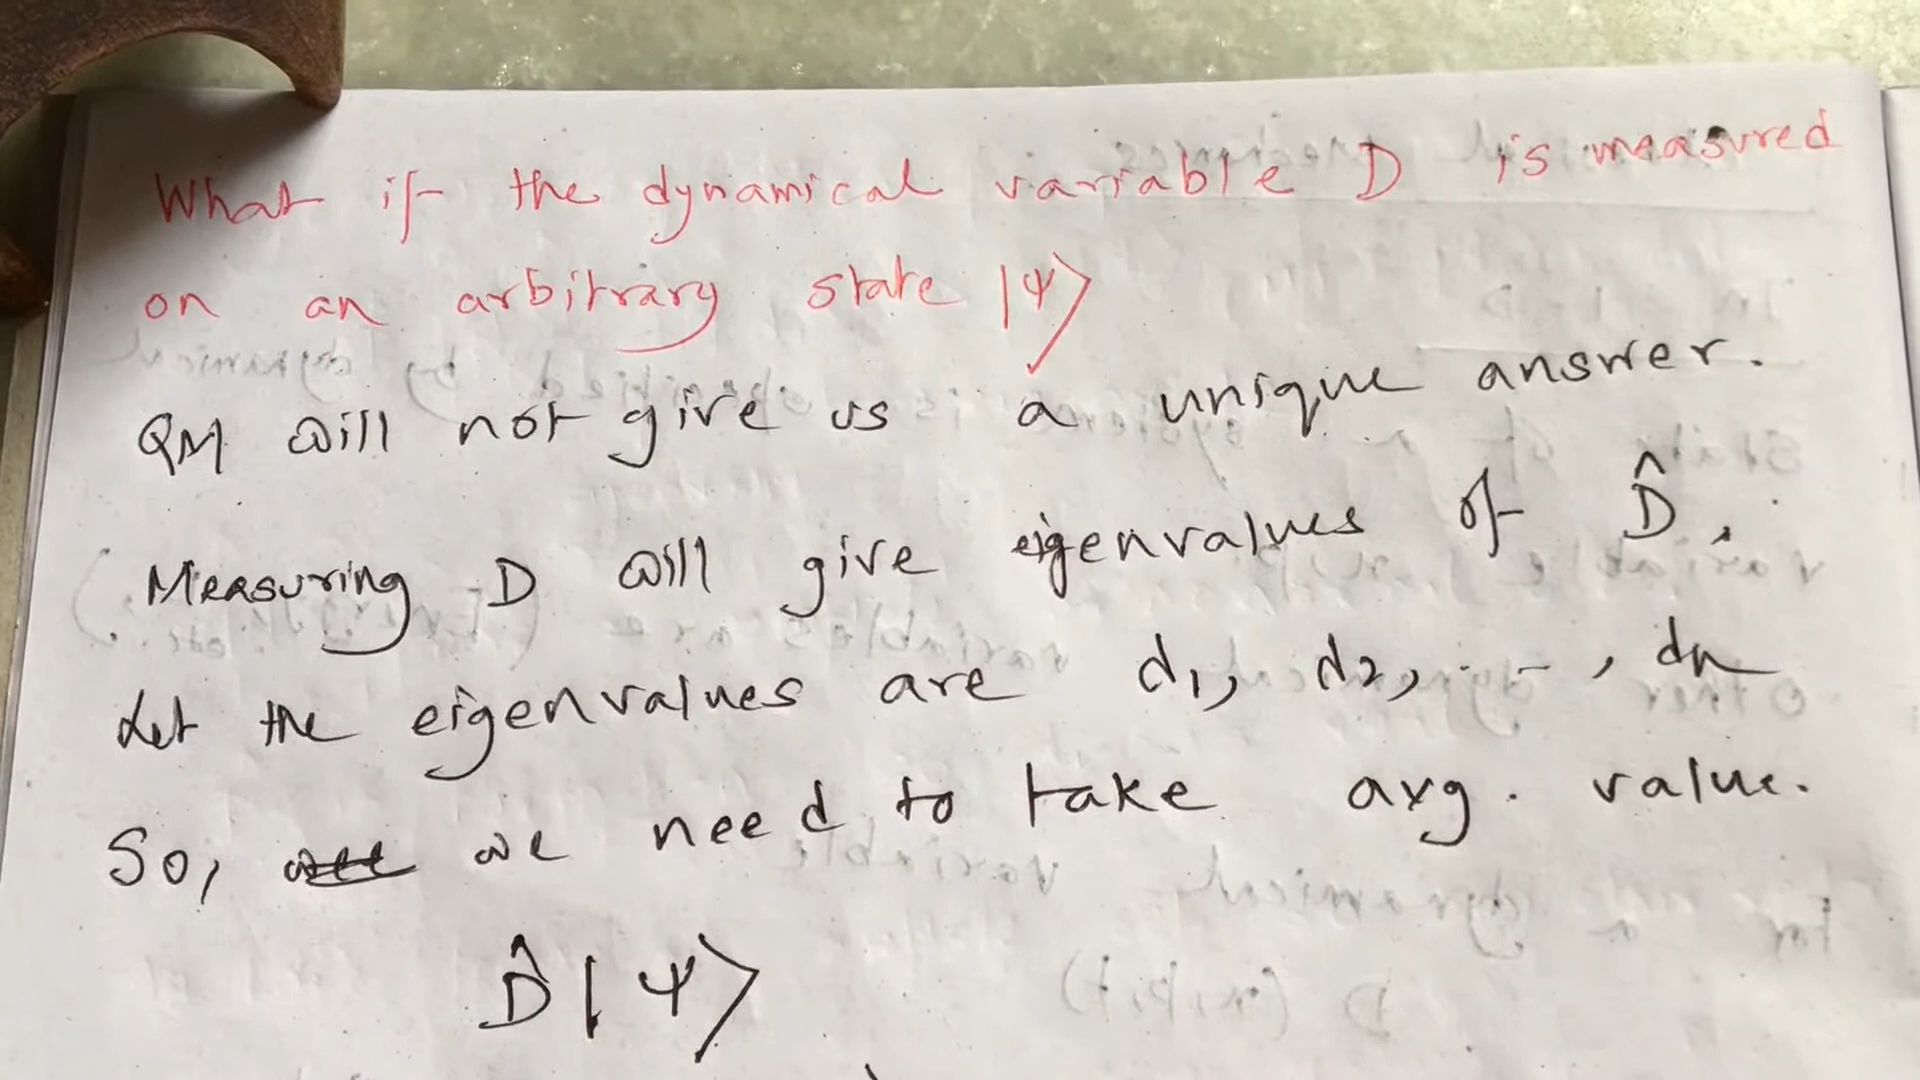 What if the dynamical variable D is measured
on an arbitrary state |ψ⟩
QM will not give us a unique answer.
Measuring D will give eigenvalues of D̂.
Let the eigenvalues are d₁, d₂, - - - , dn
So, we need to take avg. value.
D̂|ψ⟩